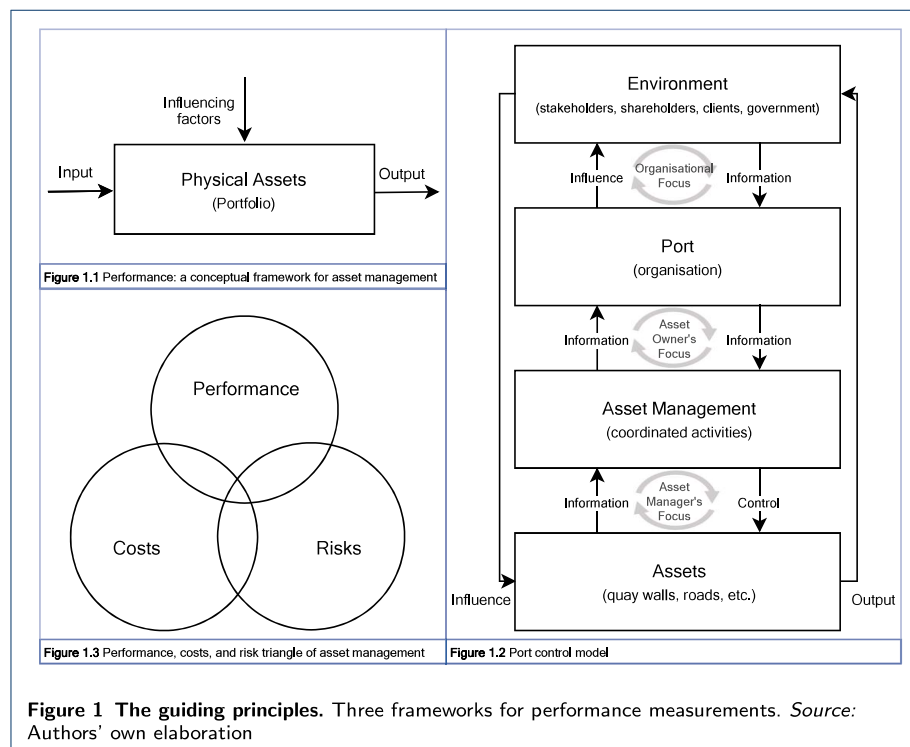 Influencing
factors
Input
Physical Assets
(Portfolio)
Output
Figure 1.1 Performance: a conceptual framework for asset management
Performance
Costs
Risks
Figure 1.3 Performance, costs, and risk triangle of asset management
Environment
(stakeholders, shareholders, clients, government)
Influence
Organisational
Focus
Information
Port
(organisation)
Information
Asset
Owner's
Focus
Information
Asset Management
(coordinated activities)
Information
Asset
Manager's
Focus
Control
Assets
(quay walls, roads, etc.)
Influence
Output
Figure 1.2 Port control model
Figure 1 The guiding principles. Three frameworks for performance measurements. Source:
Authors' own elaboration